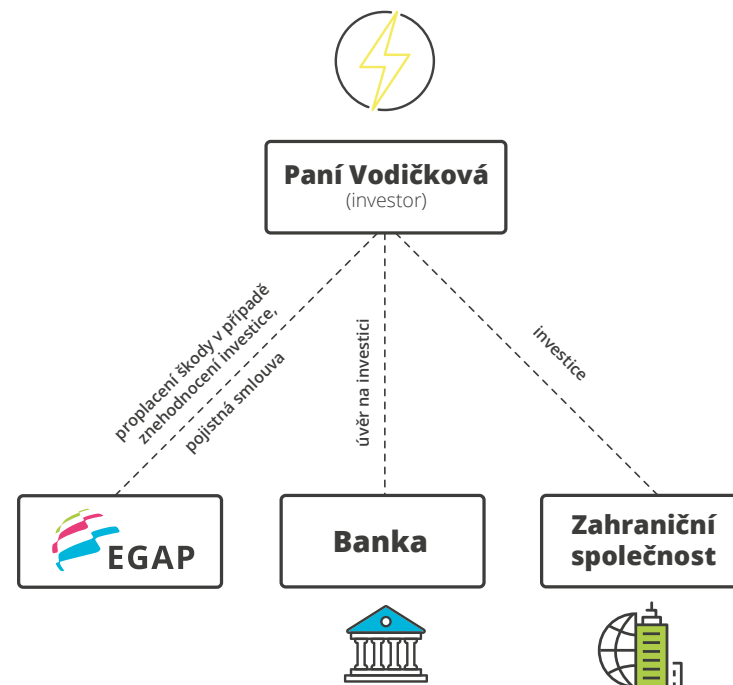 Paní Vodičková
(investor)
proplacení škody v případě
znehodnocení investice,
pojistná smlouva
úvěr na investici
investice
EGAP
Banka
Zahraniční
společnost